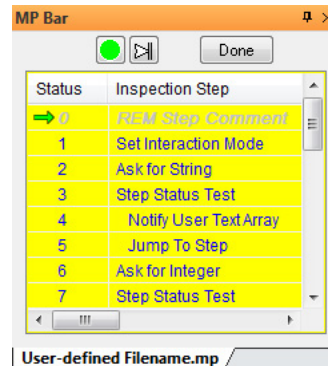 MP Bar
Done
Status Inspection Step
0 REM Step Comment
1 Set Interaction Mode
2 Ask for String
3 Step Status Test
4 Notify User Text Array
5 Jump To Step
6 Ask for Integer
7 Step Status Test
User-defined Filename.mp